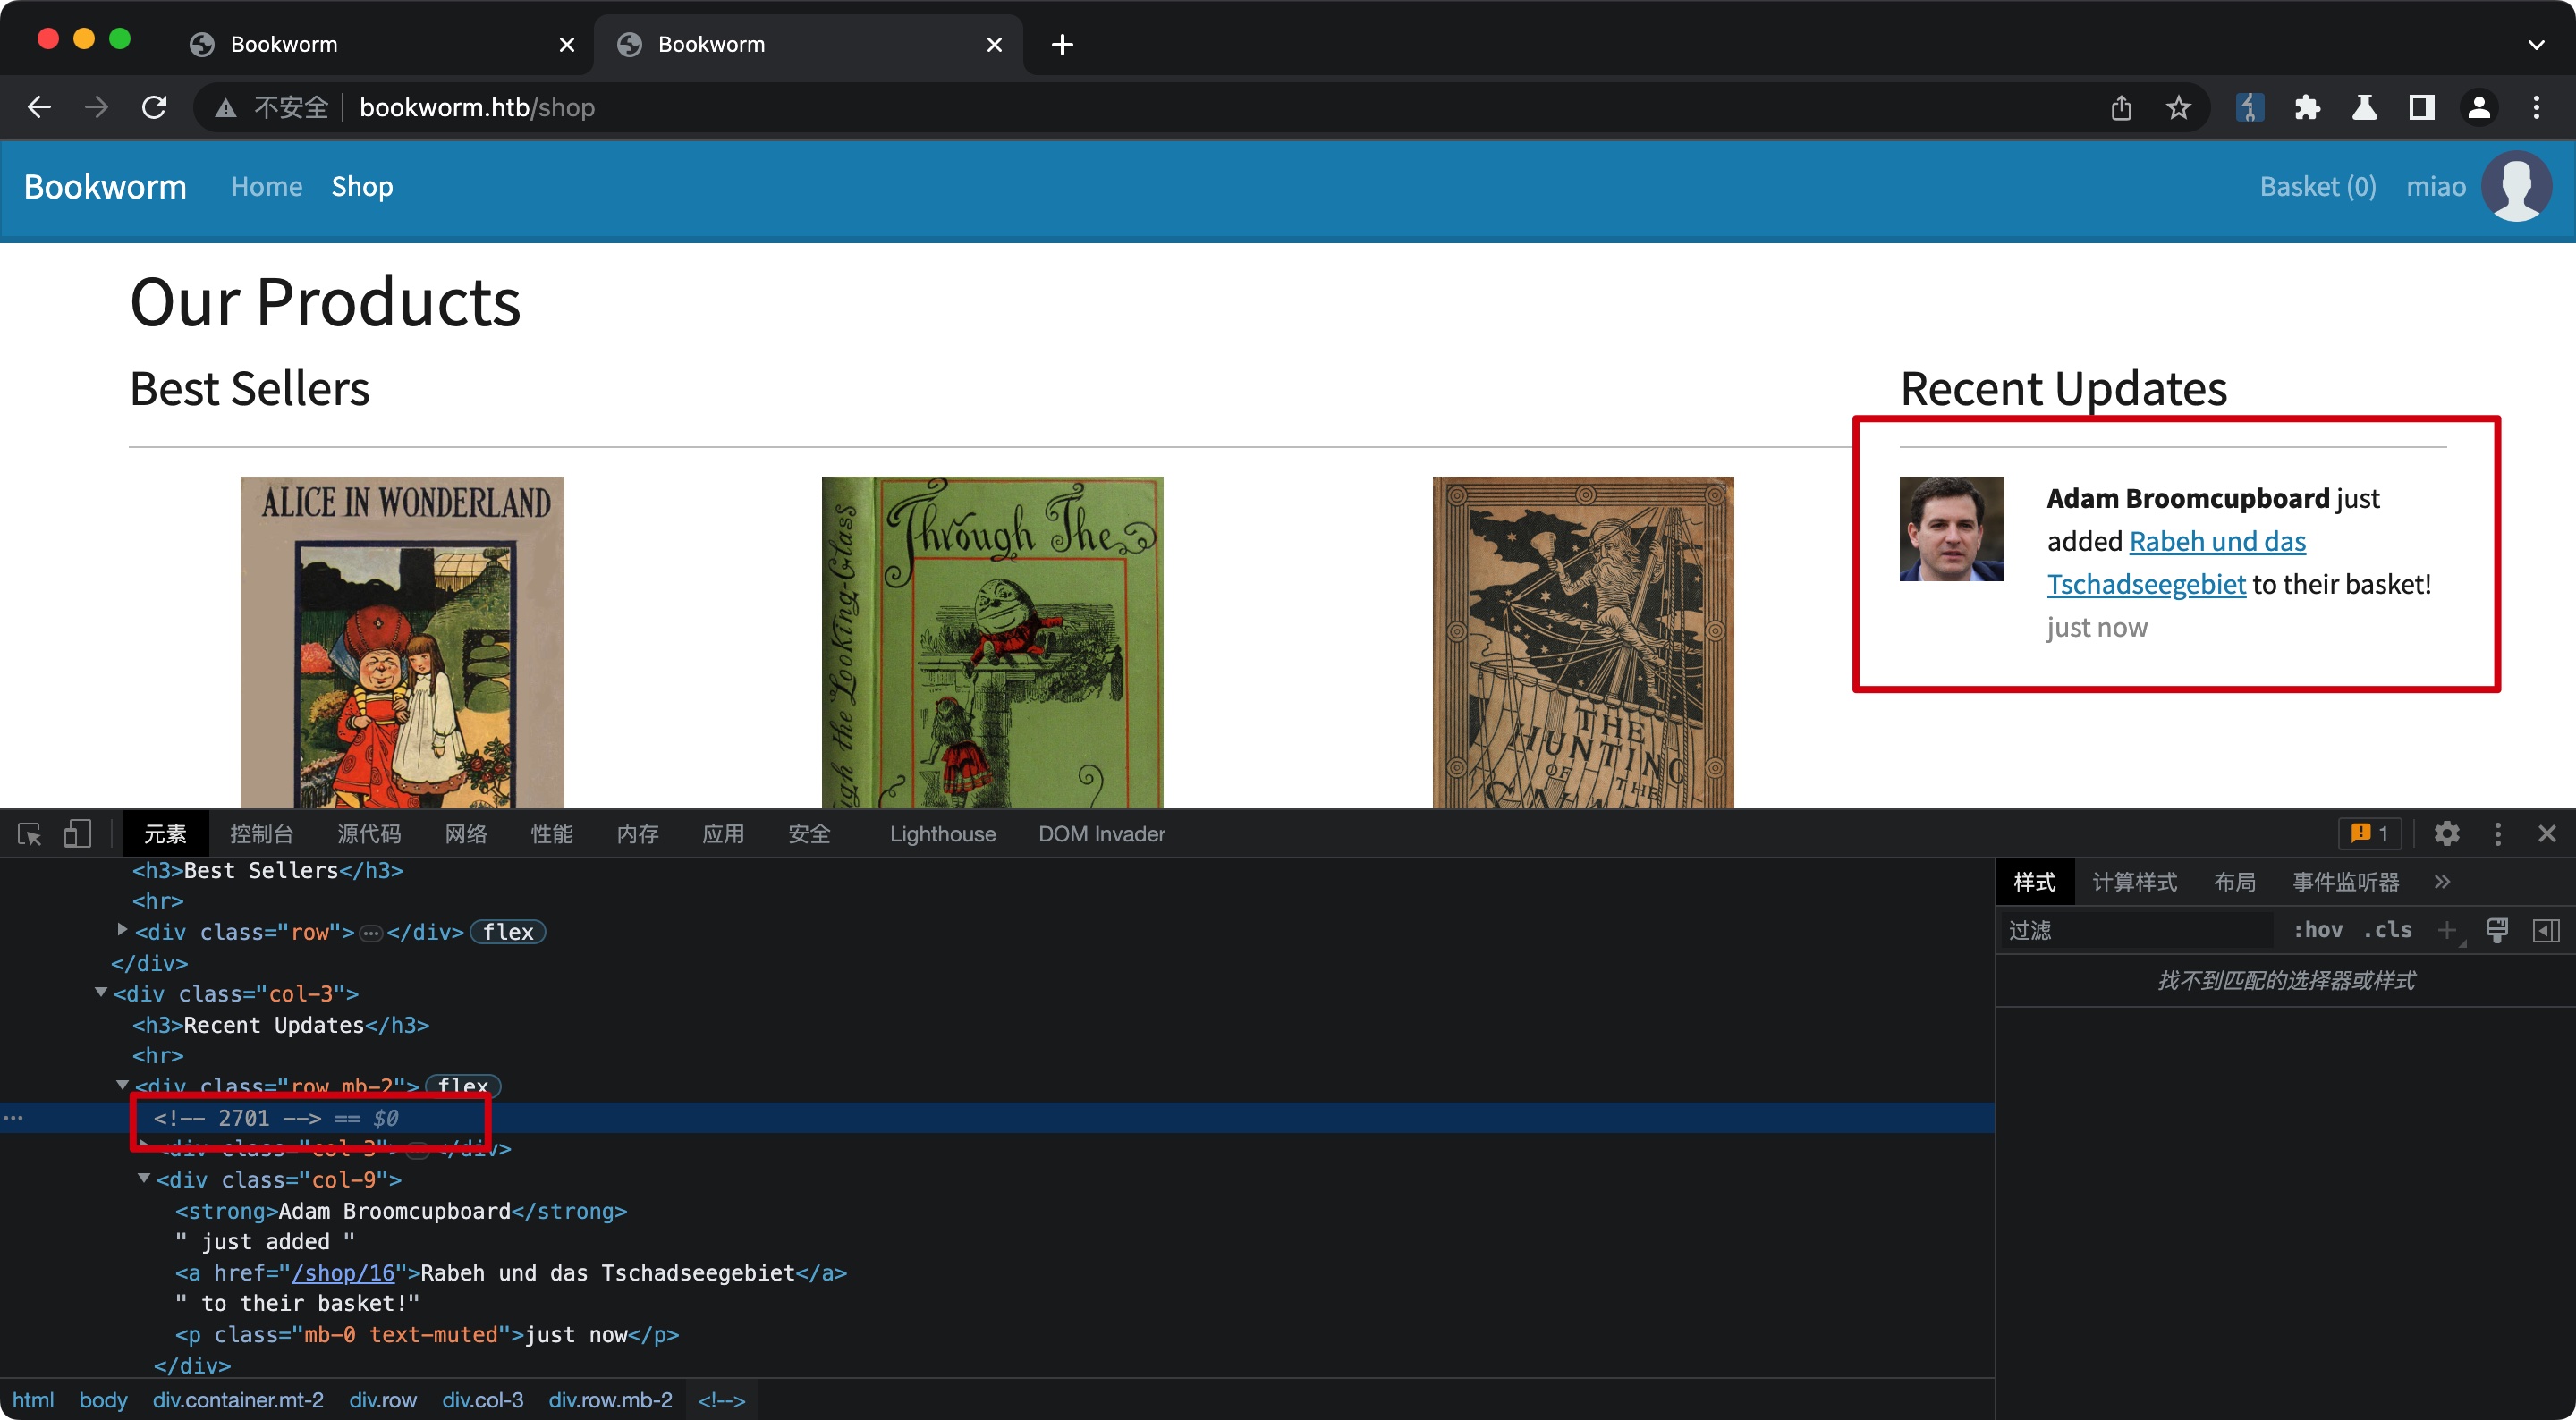 Bookworm
Bookworm
不安全 bookworm.htb/shop
Bookworm Home Shop Basket (0) miao
Our Products
Best Sellers
Recent Updates
ALICE IN WONDERLAND
Through The
ugh the Looking-Glass
THE
HUNTING
OF THE
Adam Broomcupboard just
added Rabeh und das
Tschadseegebiet to their basket!
just now
元素 控制台 源代码 网络 性能 内存 应用 安全 Lighthouse DOM Invader 1
<h3>Best Sellers</h3>
<hr>
<div class="row">…</div> flex
</div>
<div class="col-3">
<h3>Recent Updates</h3>
<hr>
<div class="row mb-2"> flex
… <!-- 2701 --> == $0
<div class="col-3">…</div>
<div class="col-9">
<strong>Adam Broomcupboard</strong>
" just added "
<a href="/shop/16">Rabeh und das Tschadseegebiet</a>
" to their basket!"
<p class="mb-0 text-muted">just now</p>
</div>
样式 计算样式 布局 事件监听器 »
过滤 :hov .cls +
找不到匹配的选择器或样式
html body div.container.mt-2 div.row div.col-3 div.row.mb-2 <!-->